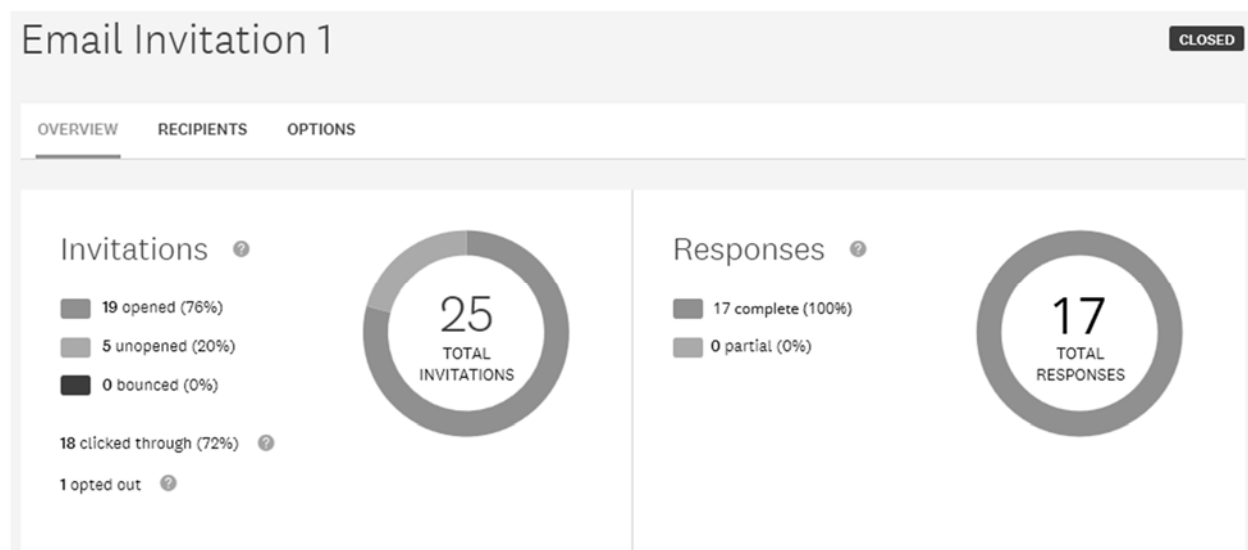 Email Invitation 1
CLOSED
OVERVIEW RECIPIENTS OPTIONS
Invitations ?
19 opened (76%)
5 unopened (20%)
0 bounced (0%)
18 clicked through (72%) ?
1 opted out ?
25
TOTAL
INVITATIONS
Responses ?
17 complete (100%)
0 partial (0%)
17
TOTAL
RESPONSES